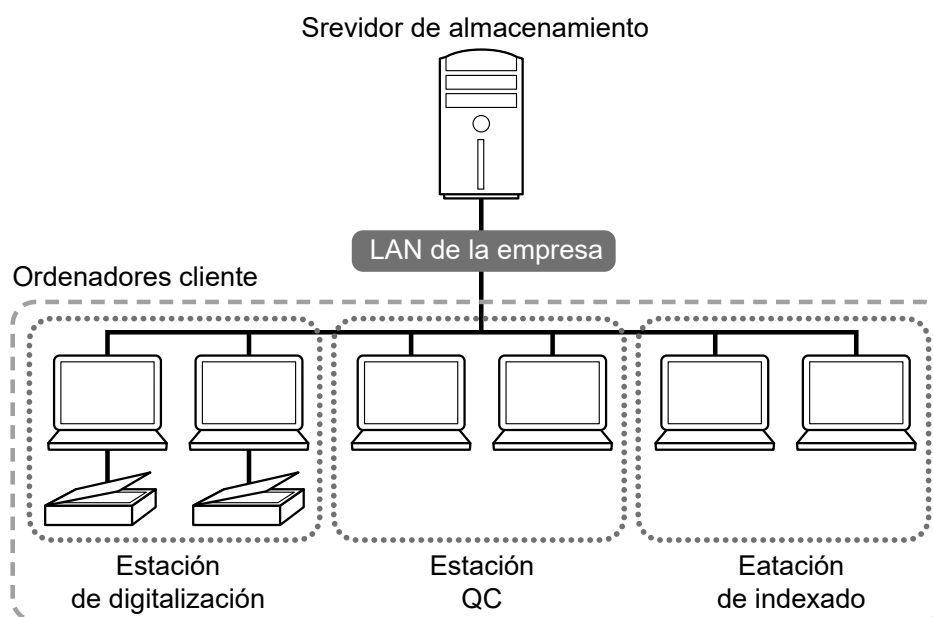 Srevidor de almacenamiento
LAN de la empresa
Ordenadores cliente
Estación
de digitalización
Estación
QC
Eatación
de indexado